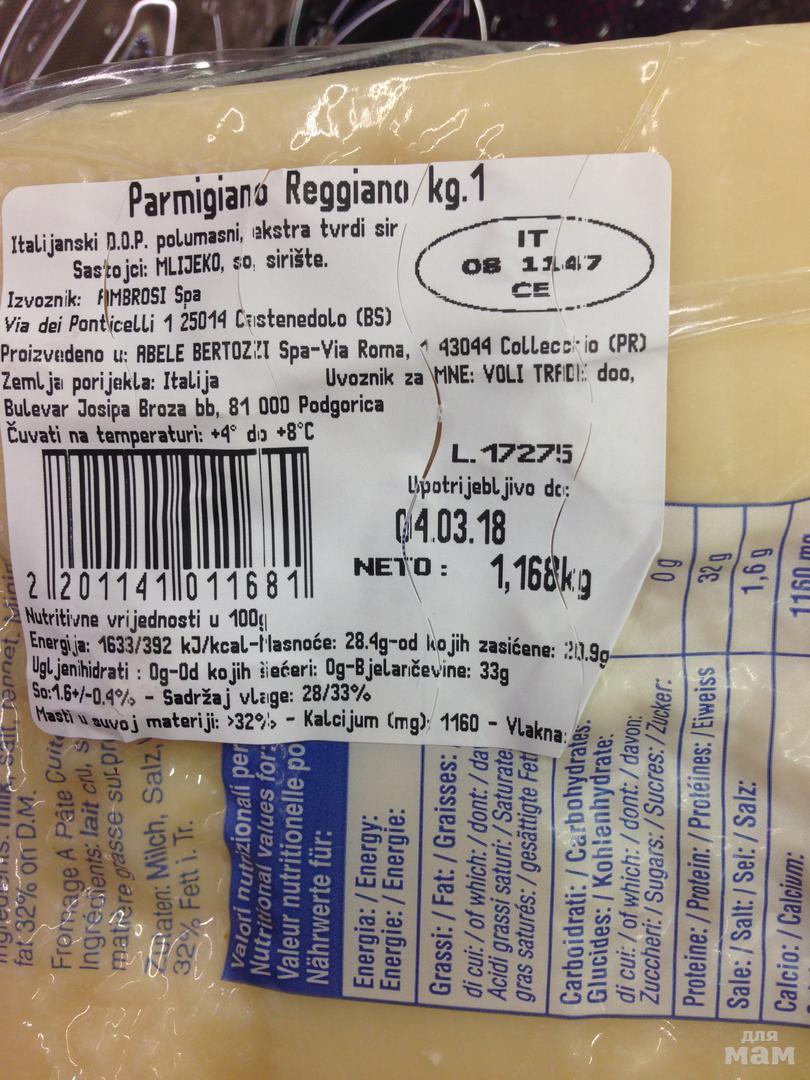 Parmigiano Reggiano kg.1
Italijanski D.O.P. polumasni, ekstra tvrdi sir
Sastojci: MLIJEKO, so, sirište.
IT
08 1147
CE
Izvoznik: AMBROSI Spa
Via dei Ponticelli 1 25014 Castenedolo (BS)
Proizvedeno u: ABELE BERTOZZI Spa-Via Roma, 1 43044 Collecchio (PR)
Zemlja porijekla: Italija Uvoznik za MNE: VOLI TRADE doo,
Bulevar Josipa Broza bb, 81 000 Podgorica
Čuvati na temperaturi: +4° do +8°C
L.17275
Upotrijebljivo do:
04.03.18
NETO: 1,168kg
2 201141 011681
Nutritivne vrijednosti u 100g
Energija: 1633/392 kJ/kcal-Masnoće: 28.4g-od kojih zasićene: 20.9g
Ugljenihidrati : 0g-Od kojih šećeri: 0g-Bjelančevine: 33g
So:1.6+/-0.4% - Sadržaj vlage: 28/33%
Masti u suvoj materiji: >32% - Kalcijum (mg): 1160 - Vlakna:
fat 32% on D.M.
Fromage A Pâte Cuite
Ingrédients: lait cru, s
matière grasse sur pr
Zutaten: Milch, Salz,
32% Fett i. Tr.
Valori nutrizionali per
Nutritional values for:
Valeur nutritionelle po
Nährwerte für:
Energia: / Energy:
Energie: / Energie:
Grassi: / Fat: / Graisses:
di cui: / of which: / dont: / da
Acidi grassi saturi: / Saturate
gras saturés: / gesättigte Fet
Carboidrati: / Carbohydrates:
Glucides: / Kohlenhydrate:
di cui: / of which: / dont: / davon:
Zuccheri: / Sugars: / Sucres: / Zucker:
0 g
Proteine: / Protein: / Protéines: / Eiweiss
32 g
Sale: / Salt: / Sel: / Salz:
1,6 g
Calcio: / Calcium:
1160 mg
для
мам